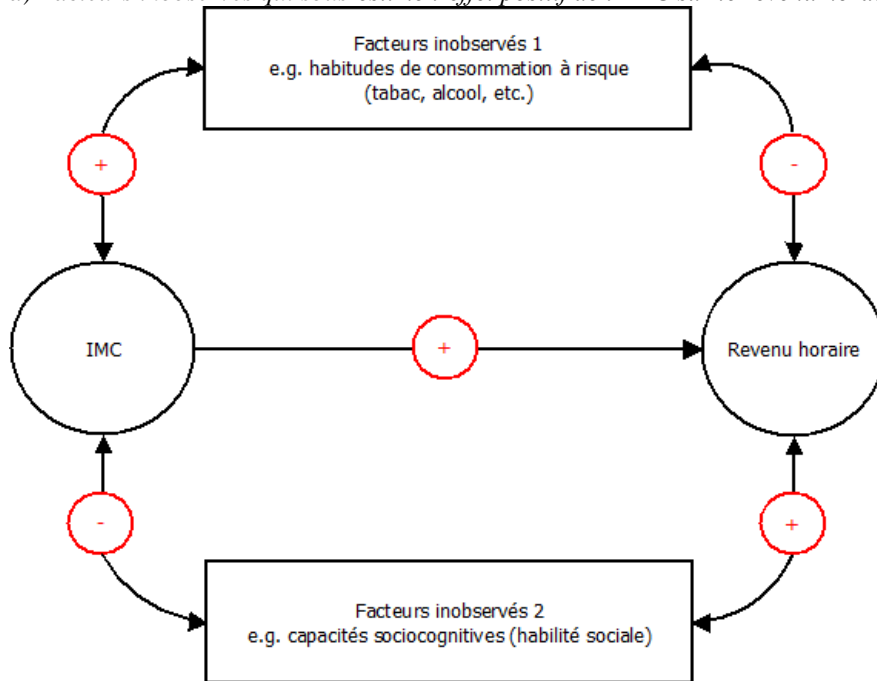 Facteurs inobservés 1
e.g. habitudes de consommation à risque
(tabac, alcool, etc.)
+
-
IMC
+
Revenu horaire
-
+
Facteurs inobservés 2
e.g. capacités sociocognitives (habilité sociale)